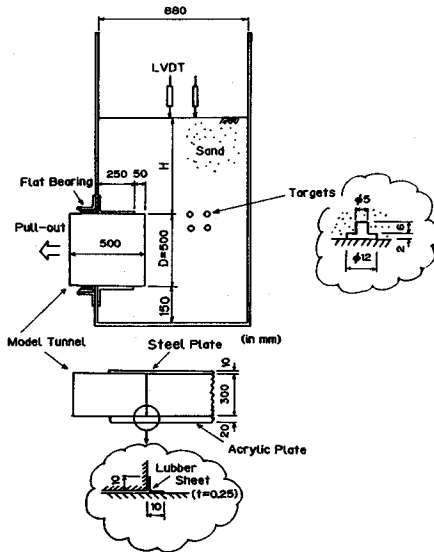 880
LVDT
H
Sand
250
50
Flat Bearing
Pull-out
500
D=500
Targets
φ5
6
2
φ12
150
(in mm)
Model Tunnel
Steel Plate
10
300
20
Acrylic Plate
10
Lubber
Sheet
(t=0.25)
10